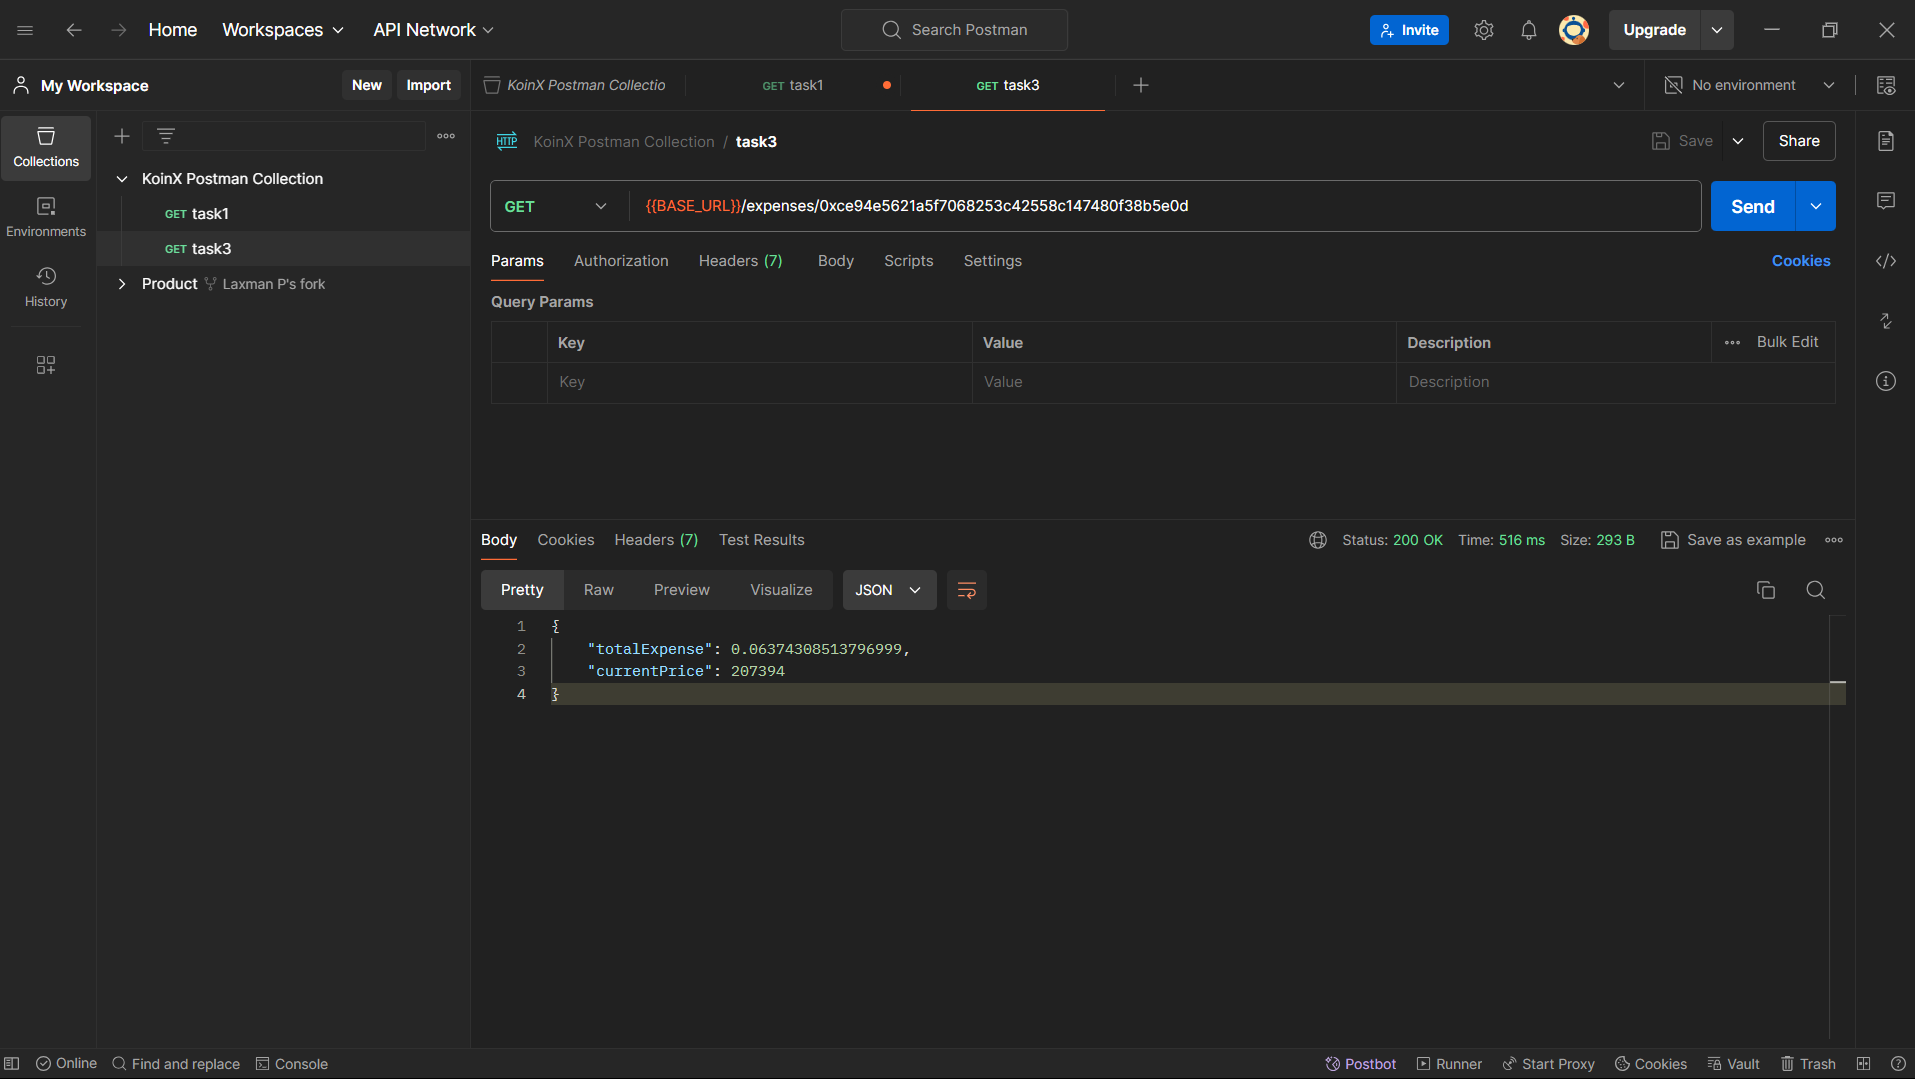 Home Workspaces API Network Search Postman Invite Upgrade
My Workspace New Import KoinX Postman Collectio GET task1 GET task3 No environment
Collections
Environments
History
KoinX Postman Collection
GET task1
GET task3
Product Laxman P's fork
HTTP KoinX Postman Collection / task3 Save Share
GET {{BASE_URL}}/expenses/0xce94e5621a5f7068253c42558c147480f38b5e0d Send
Params Authorization Headers (7) Body Scripts Settings Cookies
Query Params
Key Value Description Bulk Edit
Key Value Description
Body Cookies Headers (7) Test Results Status: 200 OK Time: 516 ms Size: 293 B Save as example
Pretty Raw Preview Visualize JSON
1 {
2 "totalExpense": 0.06374308513796999,
3 "currentPrice": 207394
4 }
Online Find and replace Console Postbot Runner Start Proxy Cookies Vault Trash